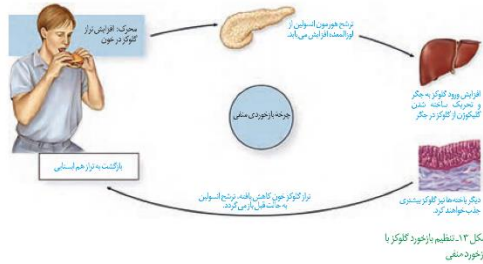 محرک: افزایش تراز
گلوکز در خون
ترشح هورمون انسولین از
لوزالمعده افزایش می‌یابد.
افزایش ورود گلوکز به جگر
و تحریک ساخته شدن
گلیکوژن از گلوکز در جگر
چرخهٔ بازخوردی منفی
دیگر یاخته‌ها نیز گلوکز بیشتری
جذب خواهند کرد.
تراز گلوکز خون کاهش یافته، ترشح انسولین
به حالت قبل باز می‌گردد.
بازگشت به تراز هم ایستایی
شکل ۱۳ـ تنظیم بازخورد گلوکز با
بازخورد منفی